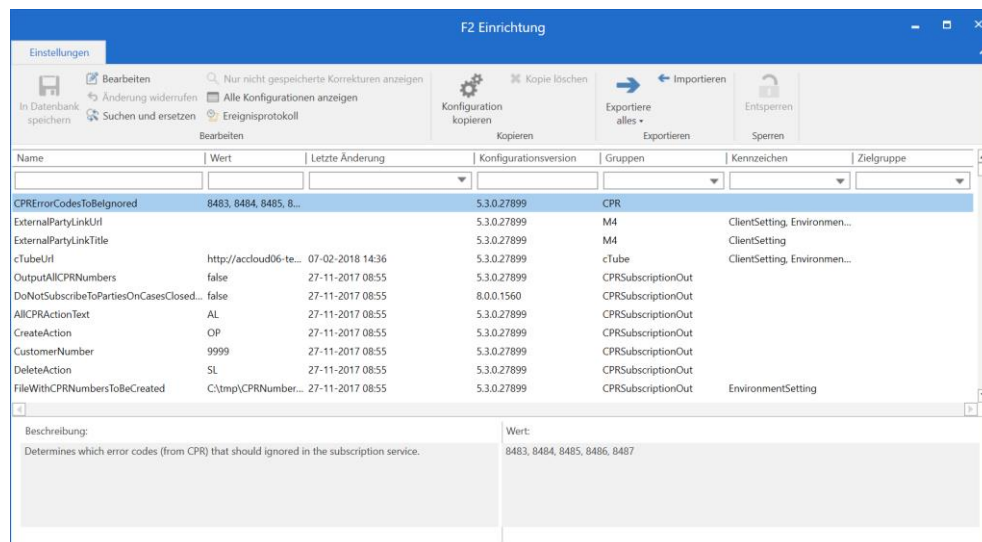 F2 Einrichtung
Einstellungen
In Datenbank speichern
Bearbeiten
Änderung widerrufen
Suchen und ersetzen
Nur nicht gespeicherte Korrekturen anzeigen
Alle Konfigurationen anzeigen
Ereignisprotokoll
Bearbeiten
Konfiguration kopieren
Kopie löschen
Kopieren
Exportiere alles
Importieren
Exportieren
Entsperren
Sperren
Name Wert Letzte Änderung Konfigurationsversion Gruppen Kennzeichen Zielgruppe
CPRErrorCodesToBeIgnored 8483, 8484, 8485, 8... 5.3.0.27899 CPR
ExternalPartyLinkUrl 5.3.0.27899 M4 ClientSetting, Environmen...
ExternalPartyLinkTitle 5.3.0.27899 M4 ClientSetting
cTubeUrl http://accloud06-te... 07-02-2018 14:36 5.3.0.27899 cTube ClientSetting, Environmen...
OutputAllCPRNumbers false 27-11-2017 08:55 5.3.0.27899 CPRSubscriptionOut
DoNotSubscribeToPartiesOnCasesClosed... false 27-11-2017 08:55 8.0.0.1560 CPRSubscriptionOut
AllCPRActionText AL 27-11-2017 08:55 5.3.0.27899 CPRSubscriptionOut
CreateAction OP 27-11-2017 08:55 5.3.0.27899 CPRSubscriptionOut
CustomerNumber 9999 27-11-2017 08:55 5.3.0.27899 CPRSubscriptionOut
DeleteAction SL 27-11-2017 08:55 5.3.0.27899 CPRSubscriptionOut
FileWithCPRNumbersToBeCreated C:\tmp\CPRNumber... 27-11-2017 08:55 5.3.0.27899 CPRSubscriptionOut EnvironmentSetting
Beschreibung: Wert:
Determines which error codes (from CPR) that should ignored in the subscription service. 8483, 8484, 8485, 8486, 8487